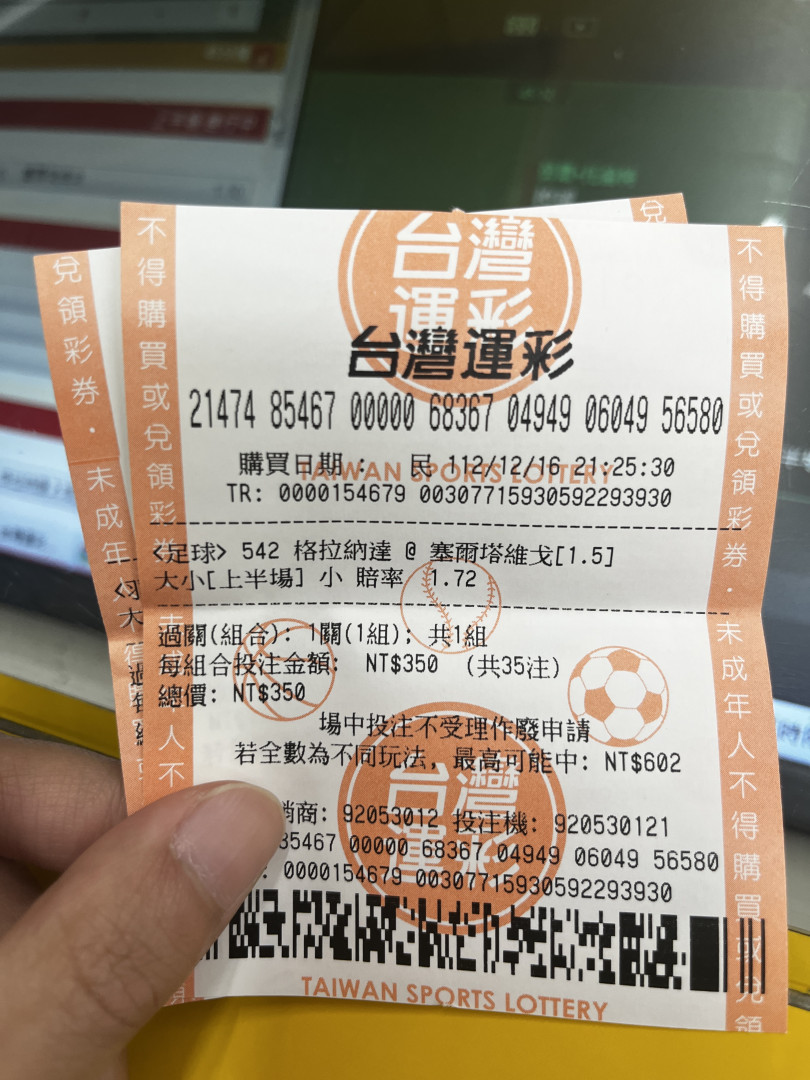 台灣
運彩
台灣運彩
21474 85467 00000 68367 04949 06049 56580
購買日期: 民 112/12/16 21:25:30
TAIWAN SPORTS LOTTERY
TR: 0000154679 00307715930592293930
<足球> 542 格拉納達 @ 塞爾塔維戈[1.5]
大小[上半場] 小 賠率 1.72
過關(組合): 1關(1組); 共1組
每組合投注金額: NT$350 (共35注)
總價: NT$350
場中投注不受理作廢申請
若全數為不同玩法, 最高可能中: NT$602
台灣
運彩
銷商: 92053012 投注機: 920530121
85467 00000 68367 04949 06049 56580
0000154679 00307715930592293930
TAIWAN SPORTS LOTTERY
不得購買或兌領彩券.未成年人不
不得購買或兌領彩券.未成年人不得購買或兌領
兌領彩券.未成年人
兌